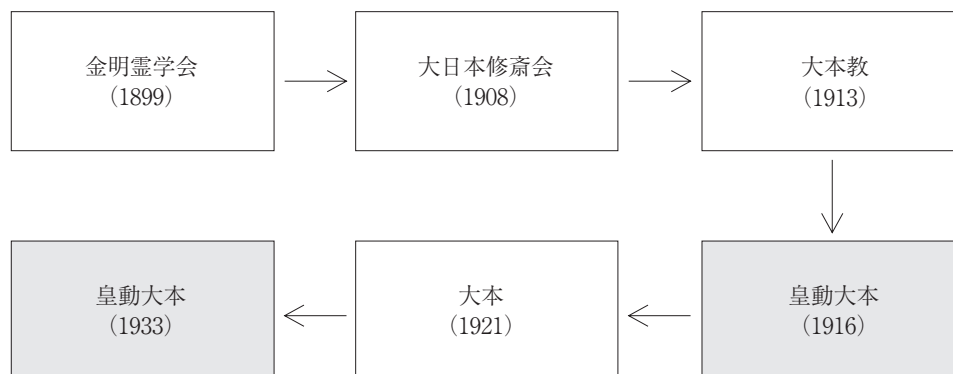 金明霊学会
（1899）
大日本修斎会
（1908）
大本教
（1913）
皇動大本
（1916）
大本
（1921）
皇動大本
（1933）